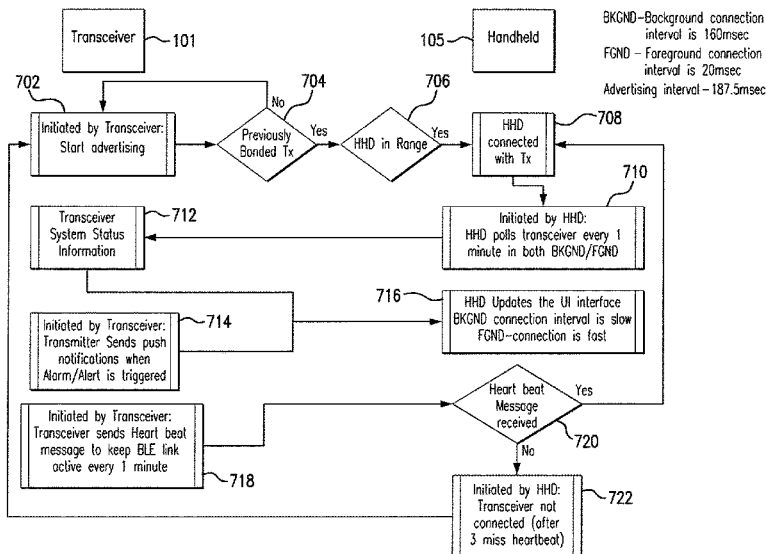 Transceiver
101
105
Handheld
BKGND-Background connection
interval is 160msec
FGND - Foreground connection
interval is 20msec
Advertising interval-187.5msec
702
Initiated by Transceiver:
Start advertising
No
704
Previously
Bonded Tx
Yes
706
HHD in Range
Yes
HHD
connected
with Tx
708
710
Initiated by HHD:
HHD polls transceiver every 1
minute in both BKGND/FGND
Transceiver
System Status
Information
712
714
Initiated by Transceiver:
Transmitter Sends push
notifications when
Alarm/Alert is triggered
716
HHD Updates the UI interface
BKGND connection interval is slow
FGND-connection is fast
Initiated by Transceiver:
Transceiver sends Heart beat
message to keep BLE link
active every 1 minute
718
Heart beat
Message
received
Yes
720
No
Initiated by HHD:
Transceiver not
connected (after
3 miss heartbeat)
722